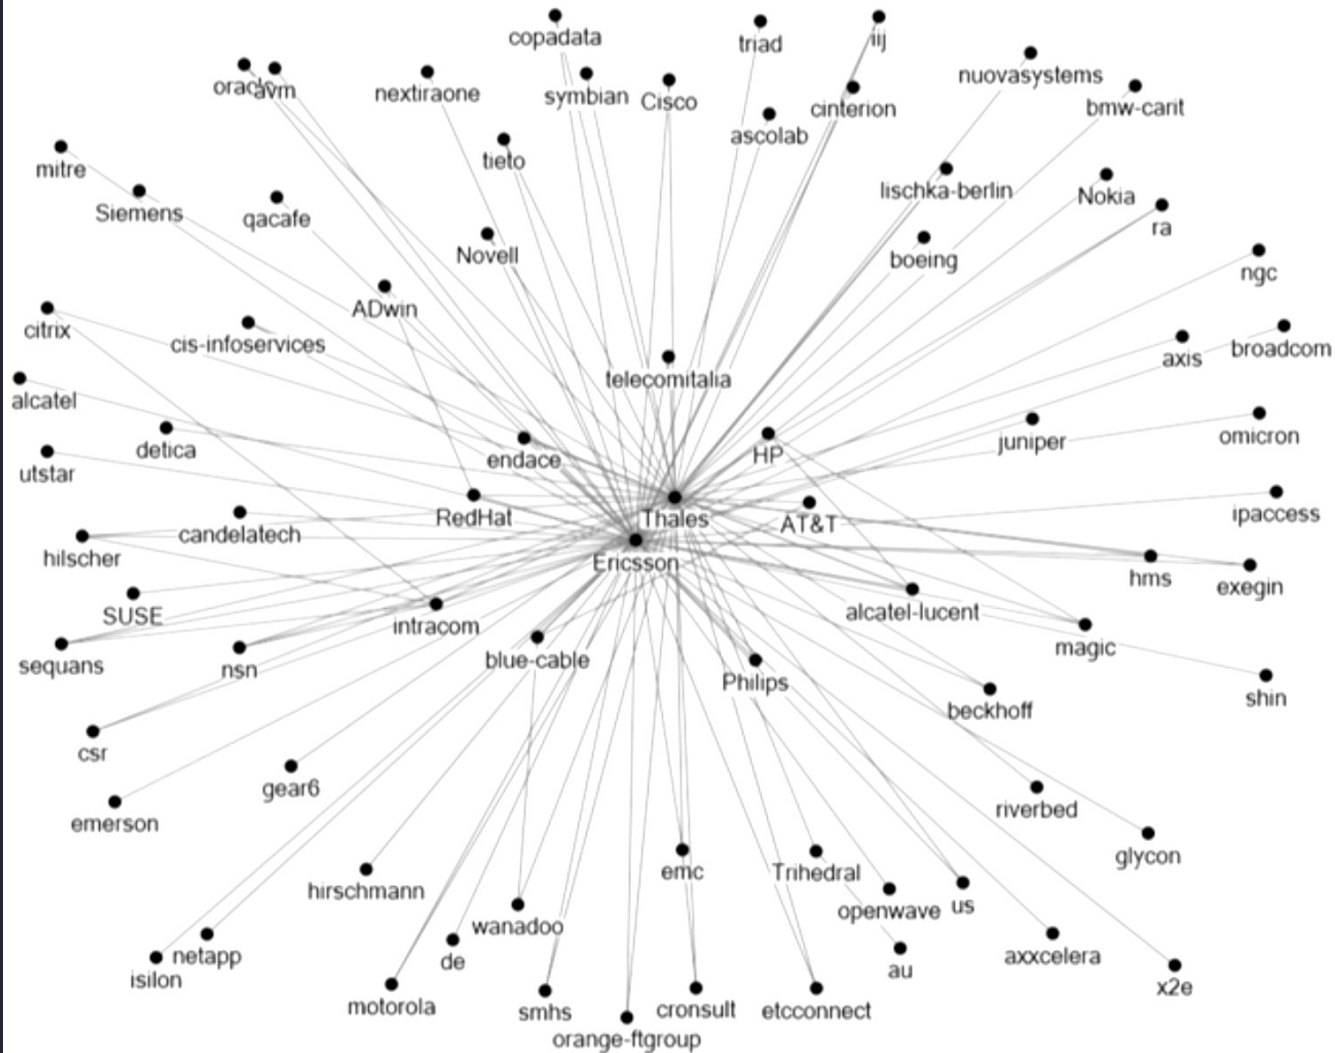 copadata
triad
iij
oracle
avm
nextiraone
symbian
Cisco
nuovasystems
bmw-carit
cinterion
ascolab
tieto
mitre
Siemens
qacafe
lischka-berlin
Nokia
ra
Novell
boeing
ngc
ADwin
citrix
cis-infoservices
axis
broadcom
telecomitalia
alcatel
detica
endace
HP
juniper
omicron
utstar
RedHat
Thales
AT&T
ipaccess
candelatech
hilscher
Ericsson
hms
exegin
SUSE
intracom
alcatel-lucent
magic
sequans
nsn
blue-cable
Philips
shin
beckhoff
csr
gear6
emerson
riverbed
glycon
hirschmann
emc
Trihedral
openwave
us
wanadoo
netapp
isilon
de
au
axxcelera
x2e
motorola
smhs
cronsult
etcconnect
orange-ftgroup